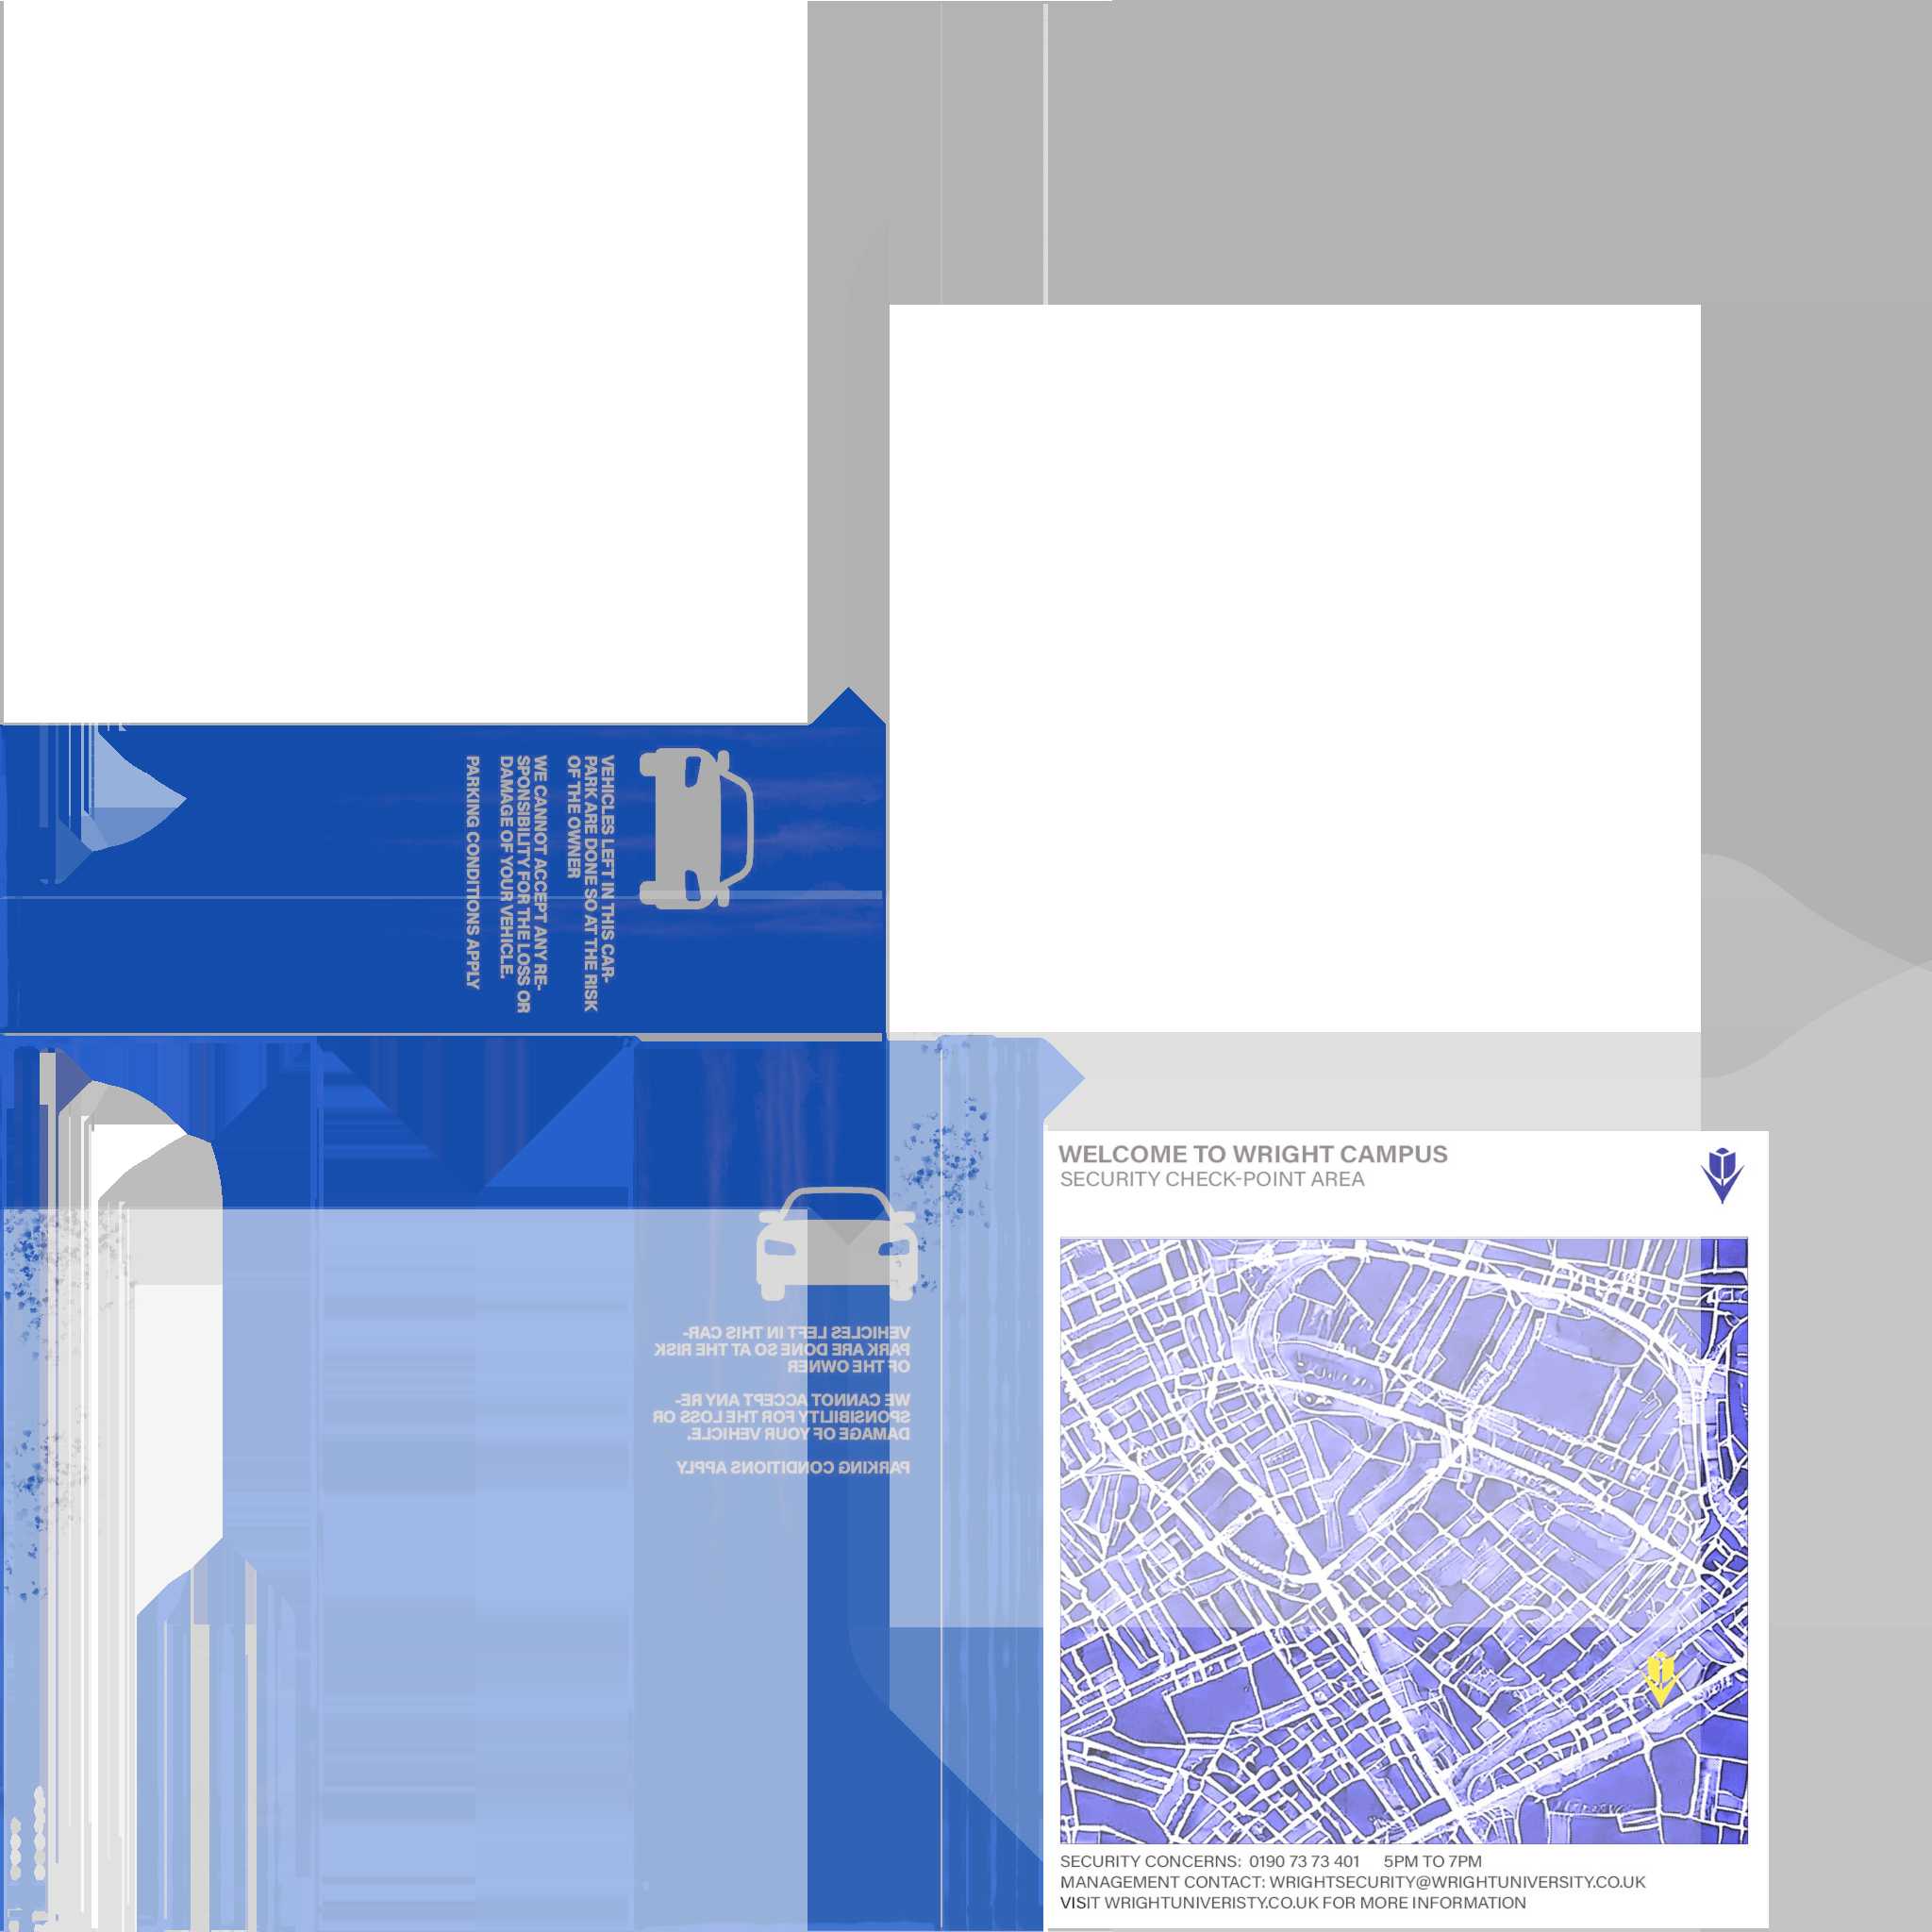 VEHICLES LEFT IN THIS CAR-
PARK ARE DONE SO AT THE RISK
OF THE OWNER
WE CANNOT ACCEPT ANY RE-
SPONSIBILITY FOR THE LOSS OR
DAMAGE OF YOUR VEHICLE.
PARKING CONDITIONS APPLY
WELCOME TO WRIGHT CAMPUS
SECURITY CHECK-POINT AREA
VEHICLES LEFT IN THIS CAR-
PARK ARE DONE SO AT THE RISK
OF THE OWNER
WE CANNOT ACCEPT ANY RE-
SPONSIBILITY FOR THE LOSS OR
DAMAGE OF YOUR VEHICLE.
PARKING CONDITIONS APPLY
SECURITY CONCERNS: 0190 73 73 401 5PM TO 7PM
MANAGEMENT CONTACT: WRIGHTSECURITY@WRIGHTUNIVERSITY.CO.UK
VISIT WRIGHTUNIVERISTY.CO.UK FOR MORE INFORMATION